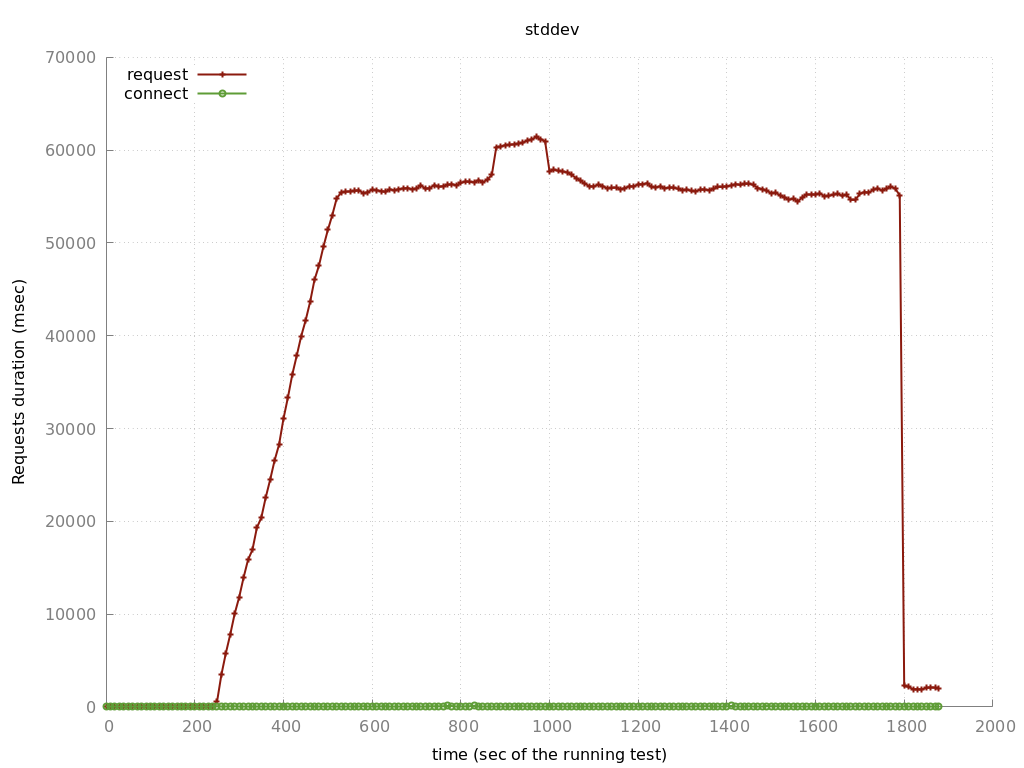 stddev
request
connect
70000
60000
50000
40000
30000
20000
10000
0
0 200 400 600 800 1000 1200 1400 1600 1800 2000
Requests duration (msec)
time (sec of the running test)